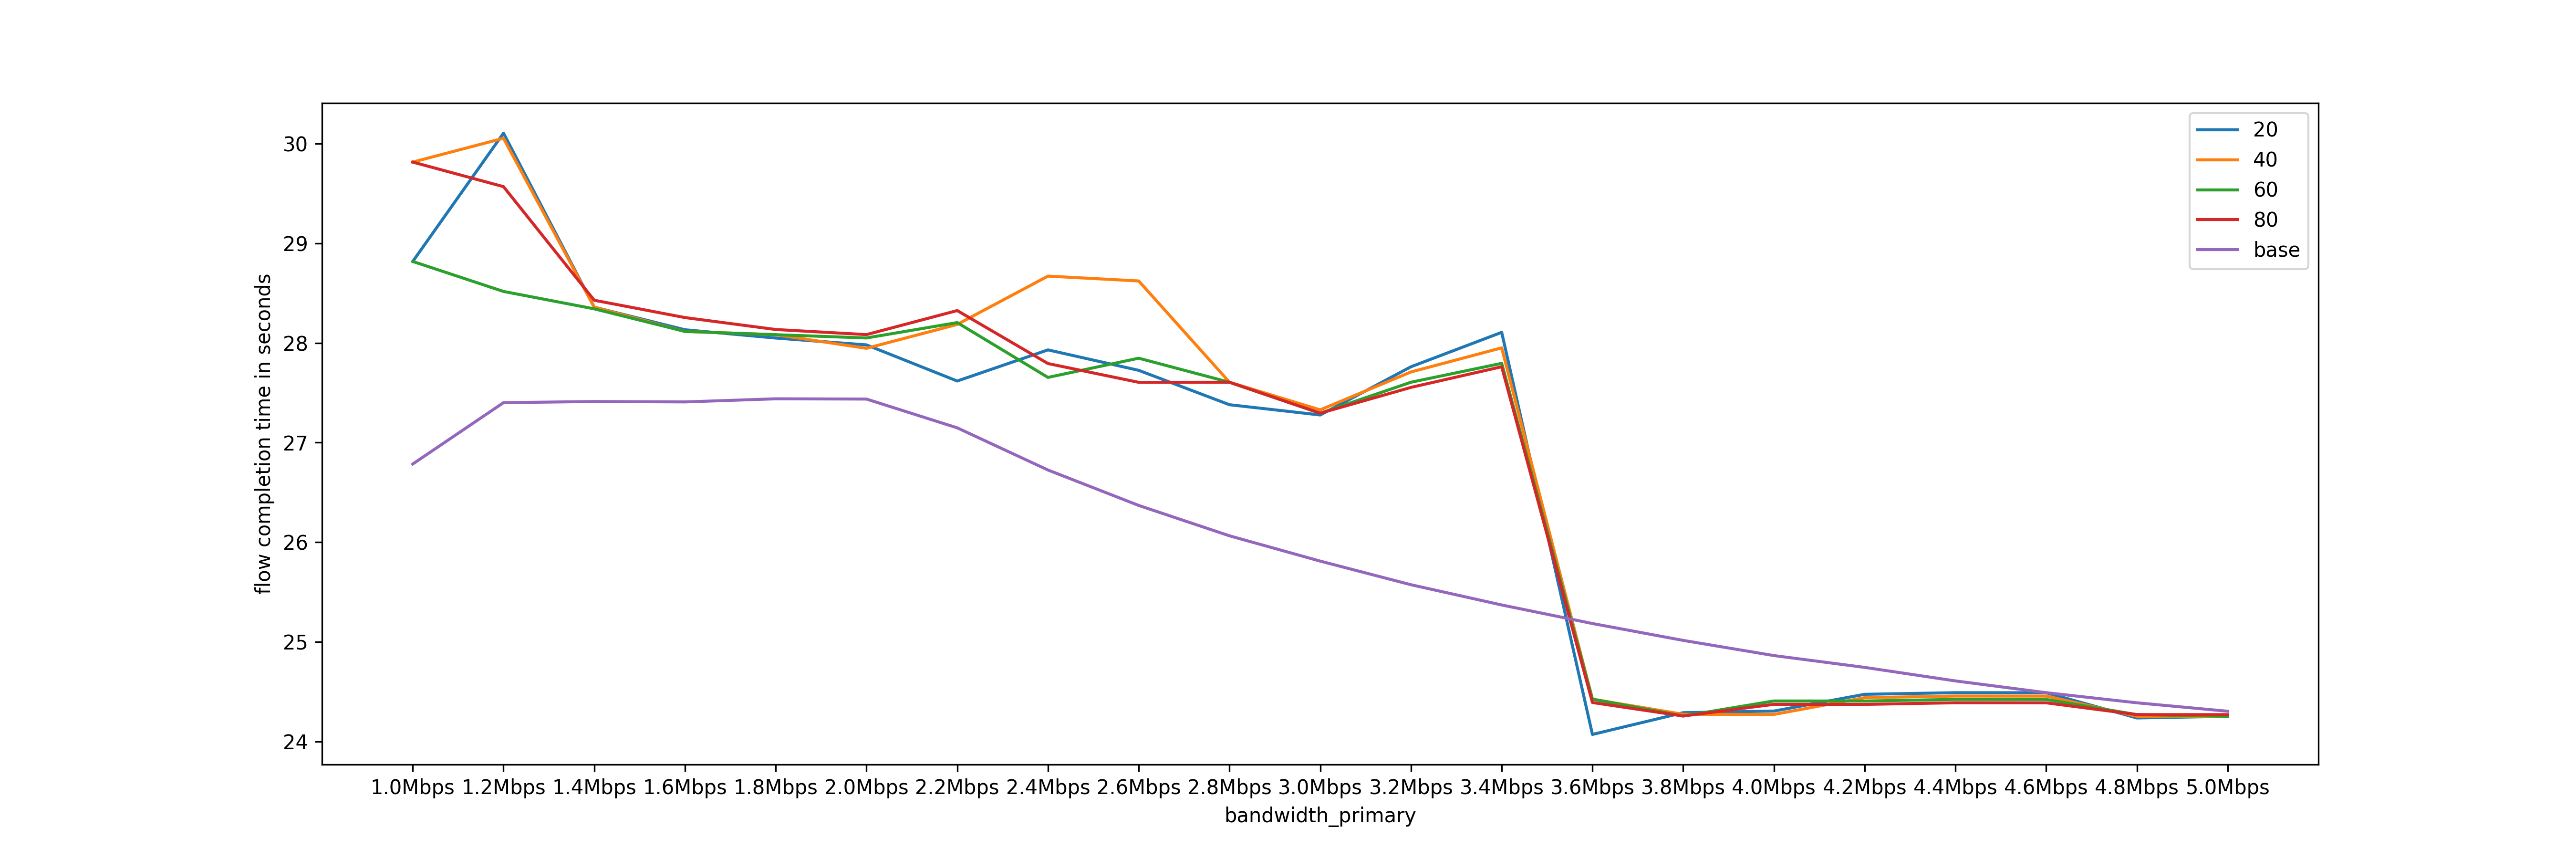 30
29
28
27
26
25
24
flow completion time in seconds
20
40
60
80
base
1.0Mbps 1.2Mbps 1.4Mbps 1.6Mbps 1.8Mbps 2.0Mbps 2.2Mbps 2.4Mbps 2.6Mbps 2.8Mbps 3.0Mbps 3.2Mbps 3.4Mbps 3.6Mbps 3.8Mbps 4.0Mbps 4.2Mbps 4.4Mbps 4.6Mbps 4.8Mbps 5.0Mbps
bandwidth_primary